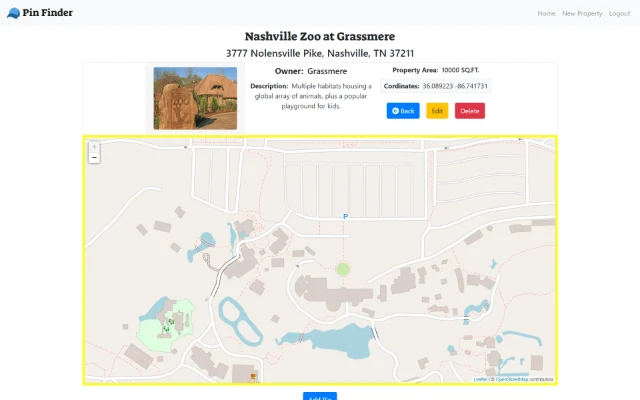 Pin Finder
Home New Property Logout
Nashville Zoo at Grassmere
3777 Nolensville Pike, Nashville, TN 37211
Owner: Grassmere
Description: Multiple habitats housing a
global array of animals, plus a popular
playground for kids.
Property Area: 10000 SQ.FT.
Cordinates: 36.089223 -86.741731
Back Edit Delete
+
−
P
Leaflet | © OpenStreetMap contributors
Add Pin